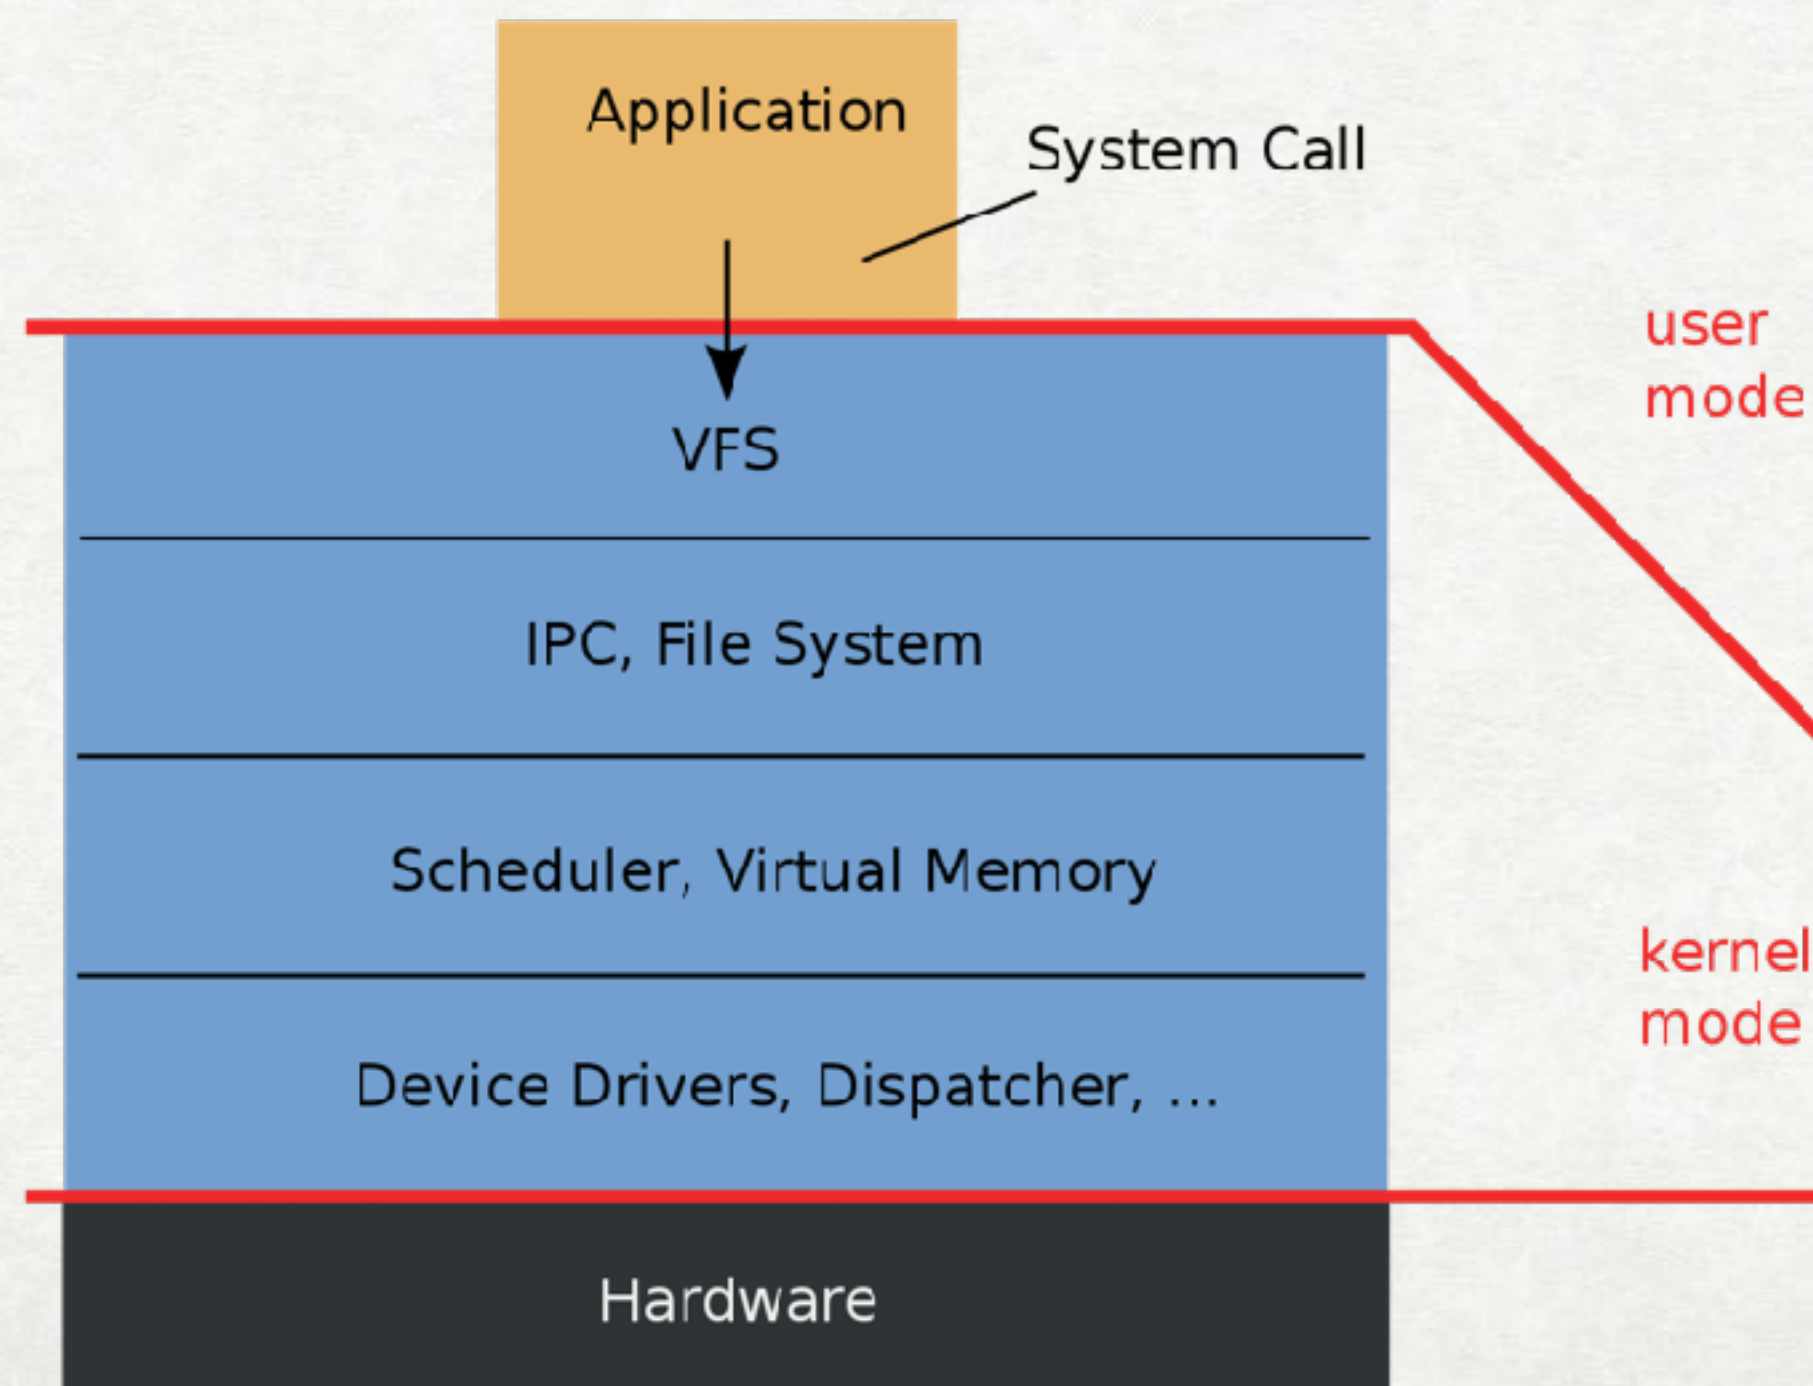 Application
System Call
user
mode
VFS
IPC, File System
Scheduler, Virtual Memory
kernel
mode
Device Drivers, Dispatcher, ...
Hardware